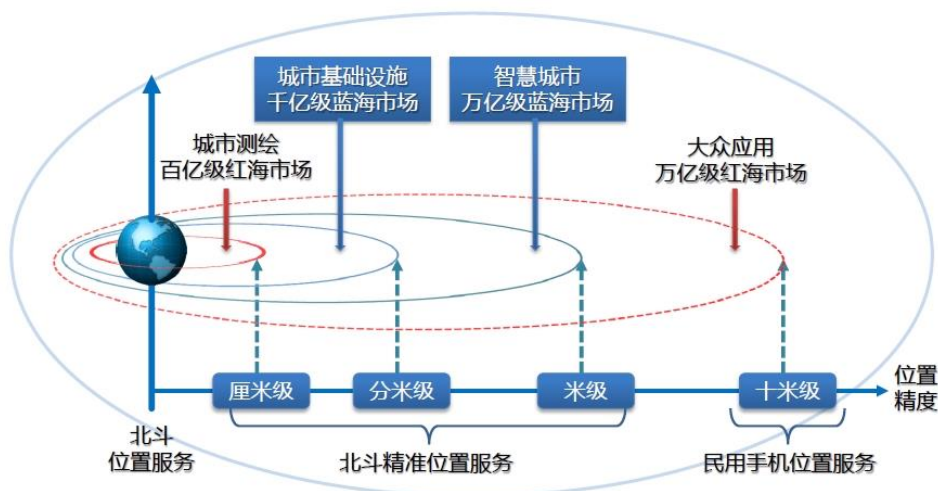 城市基础设施
千亿级蓝海市场
智慧城市
万亿级蓝海市场
城市测绘
百亿级红海市场
大众应用
万亿级红海市场
厘米级
分米级
米级
十米级
位置
精度
北斗
位置服务
北斗精准位置服务
民用手机位置服务